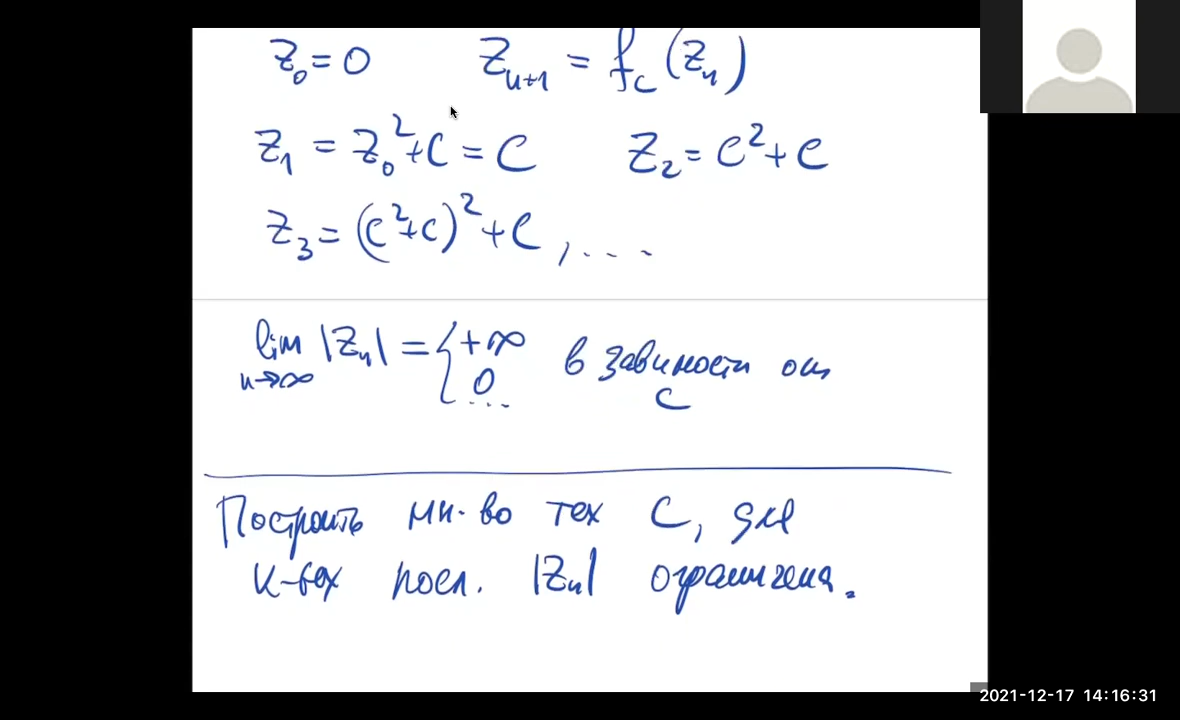 z₀ = 0 z_{n+1} = f_c(z_n)
z₁ = z₀² + c = c z₂ = c² + c
z₃ = (c² + c)² + c , ...
lim_{n→∞} |z_n| = { +∞ 0 ... в завимости от
c
Построить мн-во тех c, для
к-рых посл. |z_n| ограничена.
2021-12-17 14:16:31